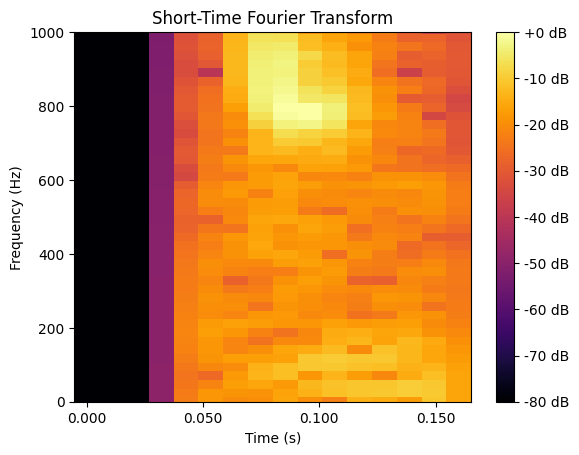 Short-Time Fourier Transform
Frequency (Hz)
1000
800
600
400
200
0
0.000
0.050
0.100
0.150
Time (s)
+0 dB
-10 dB
-20 dB
-30 dB
-40 dB
-50 dB
-60 dB
-70 dB
-80 dB